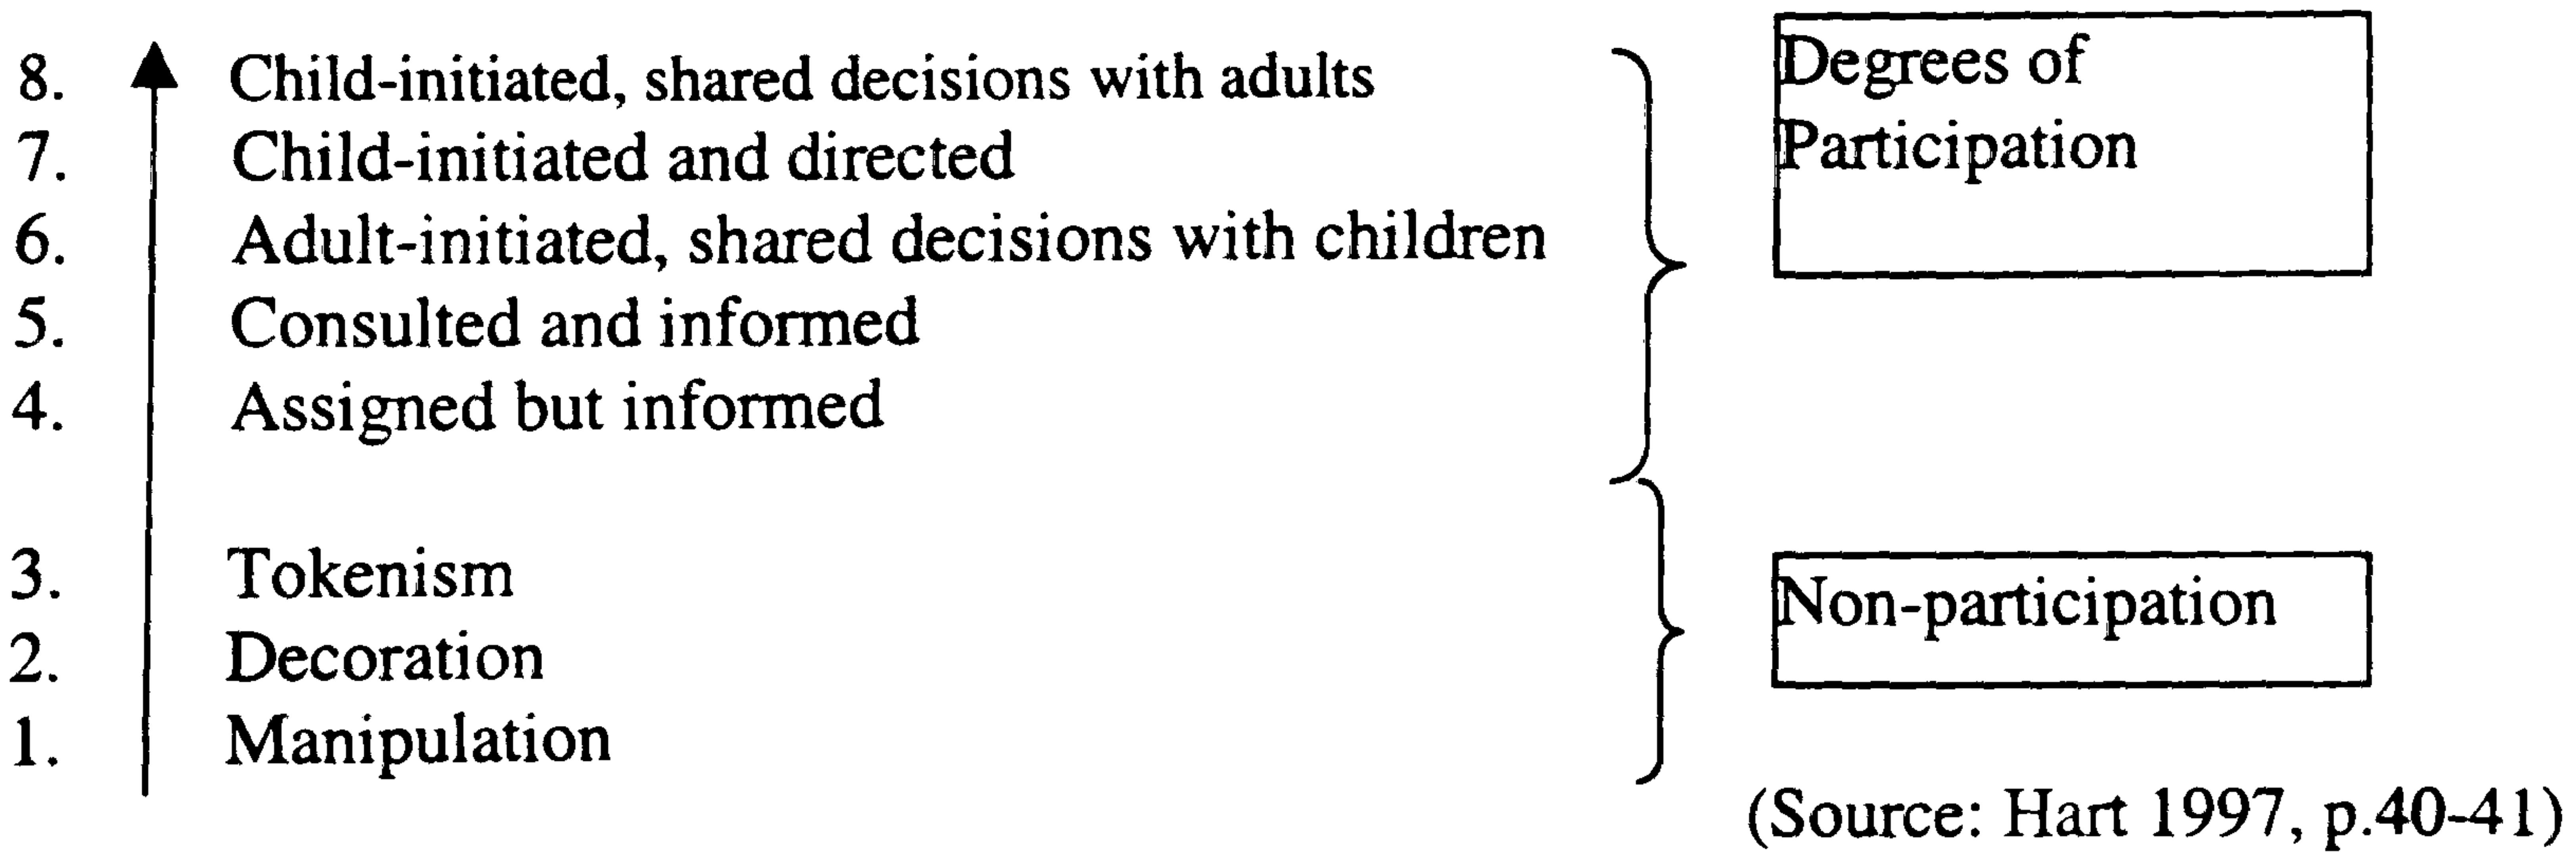 8. Child-initiated, shared decisions with adults
7. Child-initiated and directed
6. Adult-initiated, shared decisions with children
5. Consulted and informed
4. Assigned but informed
3. Tokenism
2. Decoration
1. Manipulation
Degrees of
Participation
Non-participation
(Source: Hart 1997, p.40-41)